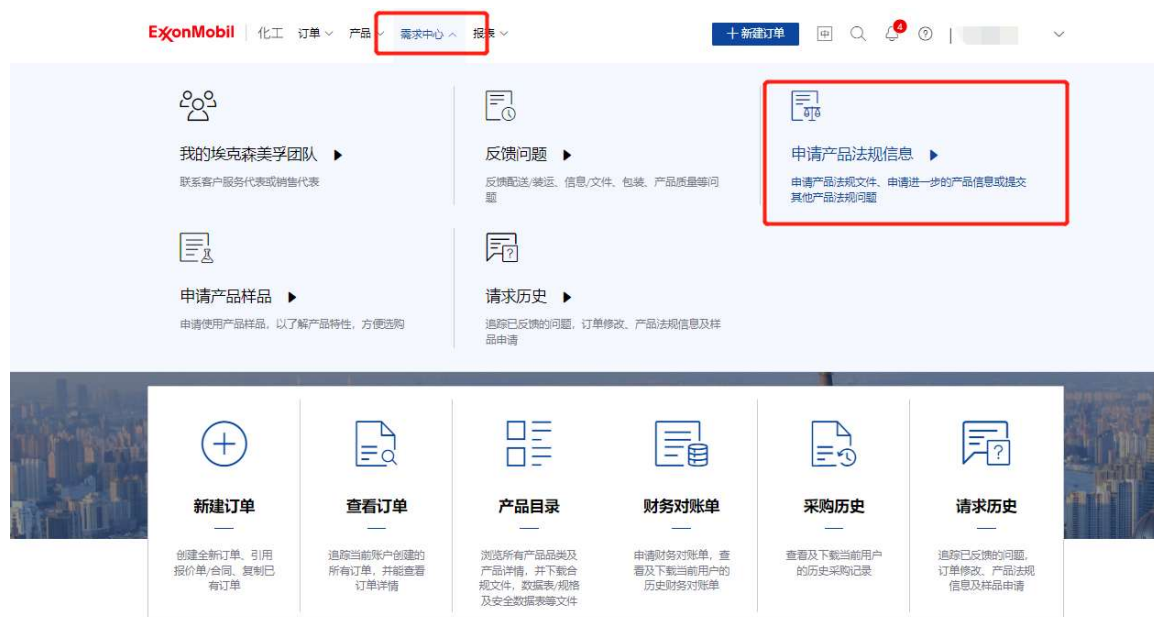 ExxonMobil 化工 订单 产品 需求中心 报表 十新建订单 中 4 ?
我的埃克森美孚团队
联系客户服务代表或销售代表
反馈问题
反馈配送/装运、信息/文件、包装、产品质量等问
题
申请产品法规信息
申请产品法规文件、申请进一步的产品信息或提交
其他产品法规问题
申请产品样品
申请使用产品样品，以了解产品特性，方便选购
请求历史
追踪已反馈的问题，订单修改、产品法规信息及样
品申请
新建订单
创建全新订单、引用
报价单/合同、复制已
有订单
查看订单
追踪当前账户创建的
所有订单，并能查看
订单详情
产品目录
浏览所有产品品类及
产品详情，并下载合
规文件，数据表/规格
及安全数据表等文件
财务对账单
申请财务对账单，查
看及下载当前用户的
历史财务对账单
采购历史
查看及下载当前用户
的历史采购记录
请求历史
追踪已反馈的问题，
订单修改、产品法规
信息及样品申请